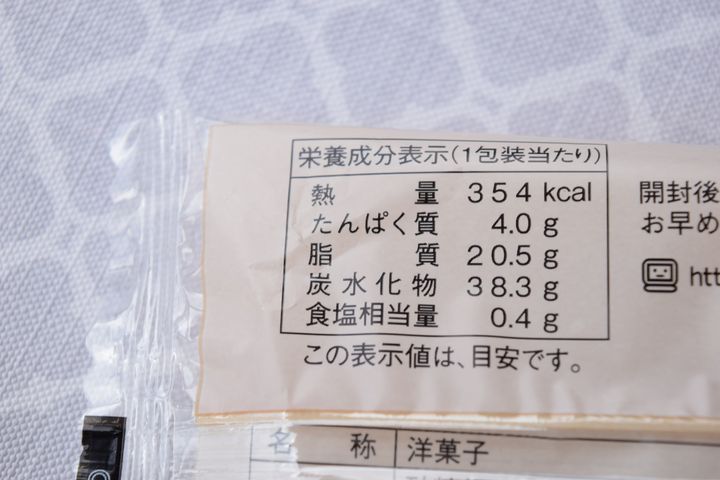 栄養成分表示(1包装当たり)
熱量 354 kcal
たんぱく質 4.0 g
脂質 20.5 g
炭水化物 38.3 g
食塩相当量 0.4 g
この表示値は、目安です。
開封後
お早め
htt
名称 洋菓子